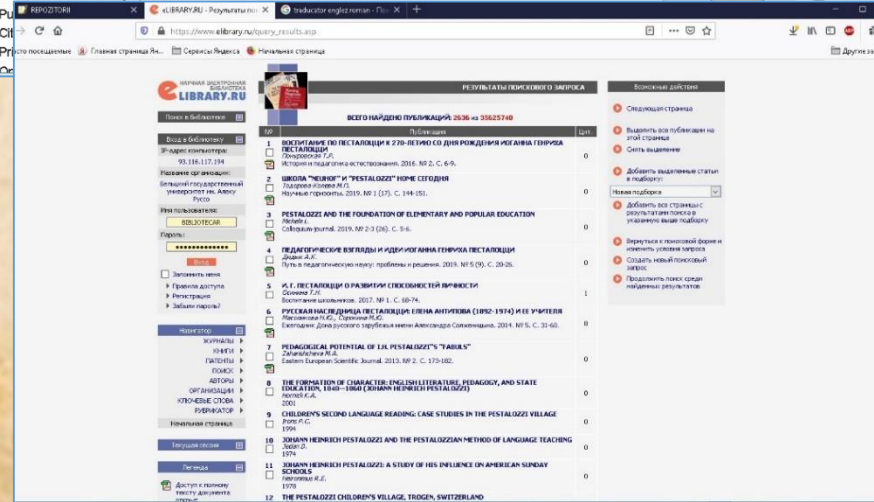 Pu
Cit
Pri
On
REPOZITORII
eLIBRARY.RU - Результаты пои
traducator englez roman - Пои
https://www.elibrary.ru/query_results.asp
сто посещаемые
Главная страница Ян...
Сервисы Яндекса
Начальная страница
Другие за
НАУЧНАЯ ЭЛЕКТРОННАЯ
БИБЛИОТЕКА
eLIBRARY.RU
Поиск в библиотеке
Вход в библиотеку
IP-адрес компьютера:
93.116.117.194
Название организации:
Бельцкий государственный
университет им. Алеку
Руссо
Имя пользователя:
BIBLIOTECAR
Пароль:
Вход
Запомнить меня
Правила доступа
Регистрация
Забыли пароль?
Навигатор
ЖУРНАЛЫ
КНИГИ
ПАТЕНТЫ
ПОИСК
АВТОРЫ
ОРГАНИЗАЦИИ
КЛЮЧЕВЫЕ СЛОВА
РУБРИКАТОР
Начальная страница
Текущая сессия
Легенда
Доступ к полному
тексту документа
открыт
РЕЗУЛЬТАТЫ ПОИСКОВОГО ЗАПРОСА
ВСЕГО НАЙДЕНО ПУБЛИКАЦИЙ: 2636 из 35625740
№ Публикация Цит.
1 ВОСПИТАНИЕ ПО ПЕСТАЛОЦЦИ К 270-ЛЕТИЮ СО ДНЯ РОЖДЕНИЯ ИОГАННА ГЕНРИХА
ПЕСТАЛОЦЦИ
Т.Р. 0
История и педагогика естествознания. 2016. № 2. С. 6-9.
2 ШКОЛА "NEUHOF" И "PESTALOZZI" HOME СЕГОДНЯ
Тодорова-Колева М.П. 0
Научные горизонты. 2019. № 1 (17). С. 144-151.
3 PESTALOZZI AND THE FOUNDATION OF ELEMENTARY AND POPULAR EDUCATION
Michele L. 0
Colloquium-journal. 2019. № 2-3 (26). С. 5-6.
4 ПЕДАГОГИЧЕСКИЕ ВЗГЛЯДЫ И ИДЕИ ИОГАННА ГЕНРИХА ПЕСТАЛОЦЦИ
А.К. 0
Путь в педагогическую науку: проблемы и решения. 2019. № 5 (9). С. 20-26.
5 И.Г. ПЕСТАЛОЦЦИ О РАЗВИТИИ СПОСОБНОСТЕЙ ЛИЧНОСТИ
Т.Н. 1
Воспитание школьников. 2017. № 1. С. 68-74.
6 РУССКАЯ НАСЛЕДНИЦА ПЕСТАЛОЦЦИ: ЕЛЕНА АНТИПОВА (1892-1974) И ЕЕ УЧИТЕЛЯ
Масоликова Н.Ю., Сорокина М.Ю. 0
Ежегодник Дома русского зарубежья имени Александра Солженицына. 2014. № 5. С. 31-60.
7 PEDAGOGICAL POTENTIAL OF I.H. PESTALOZZI"S "FABULS"
Zaharishcheva M.A. 0
Eastern European Scientific Journal. 2013. № 2. С. 173-182.
8 THE FORMATION OF CHARACTER: ENGLISH LITERATURE, PEDAGOGY, AND STATE
EDUCATION, 1840--1860 (JOHANN HEINRICH PESTALOZZI)
K.A. 0
2001
9 CHILDREN'S SECOND LANGUAGE READING: CASE STUDIES IN THE PESTALOZZI VILLAGE
Irons P.C. 0
1994
10 JOHANN HEINRICH PESTALOZZI AND THE PESTALOZZIAN METHOD OF LANGUAGE TEACHING
Jedan D. 0
1974
11 JOHANN HEINRICH PESTALOZZI: A STUDY OF HIS INFLUENCE ON AMERICAN SUNDAY
SCHOOLS
R.E. 0
1978
12 THE PESTALOZZI CHILDREN'S VILLAGE, TROGEN, SWITZERLAND
Возможные действия
Следующая страница
Выделить все публикации на
этой странице
Снять выделение
Добавить выделенные статьи
в подборку:
Новая подборка
Добавить все страницы с
результатами поиска в
указанную выше подборку
Вернуться к поисковой форме и
изменить условия запроса
Создать новый поисковый
запрос
Продолжить поиск среди
найденных результатов